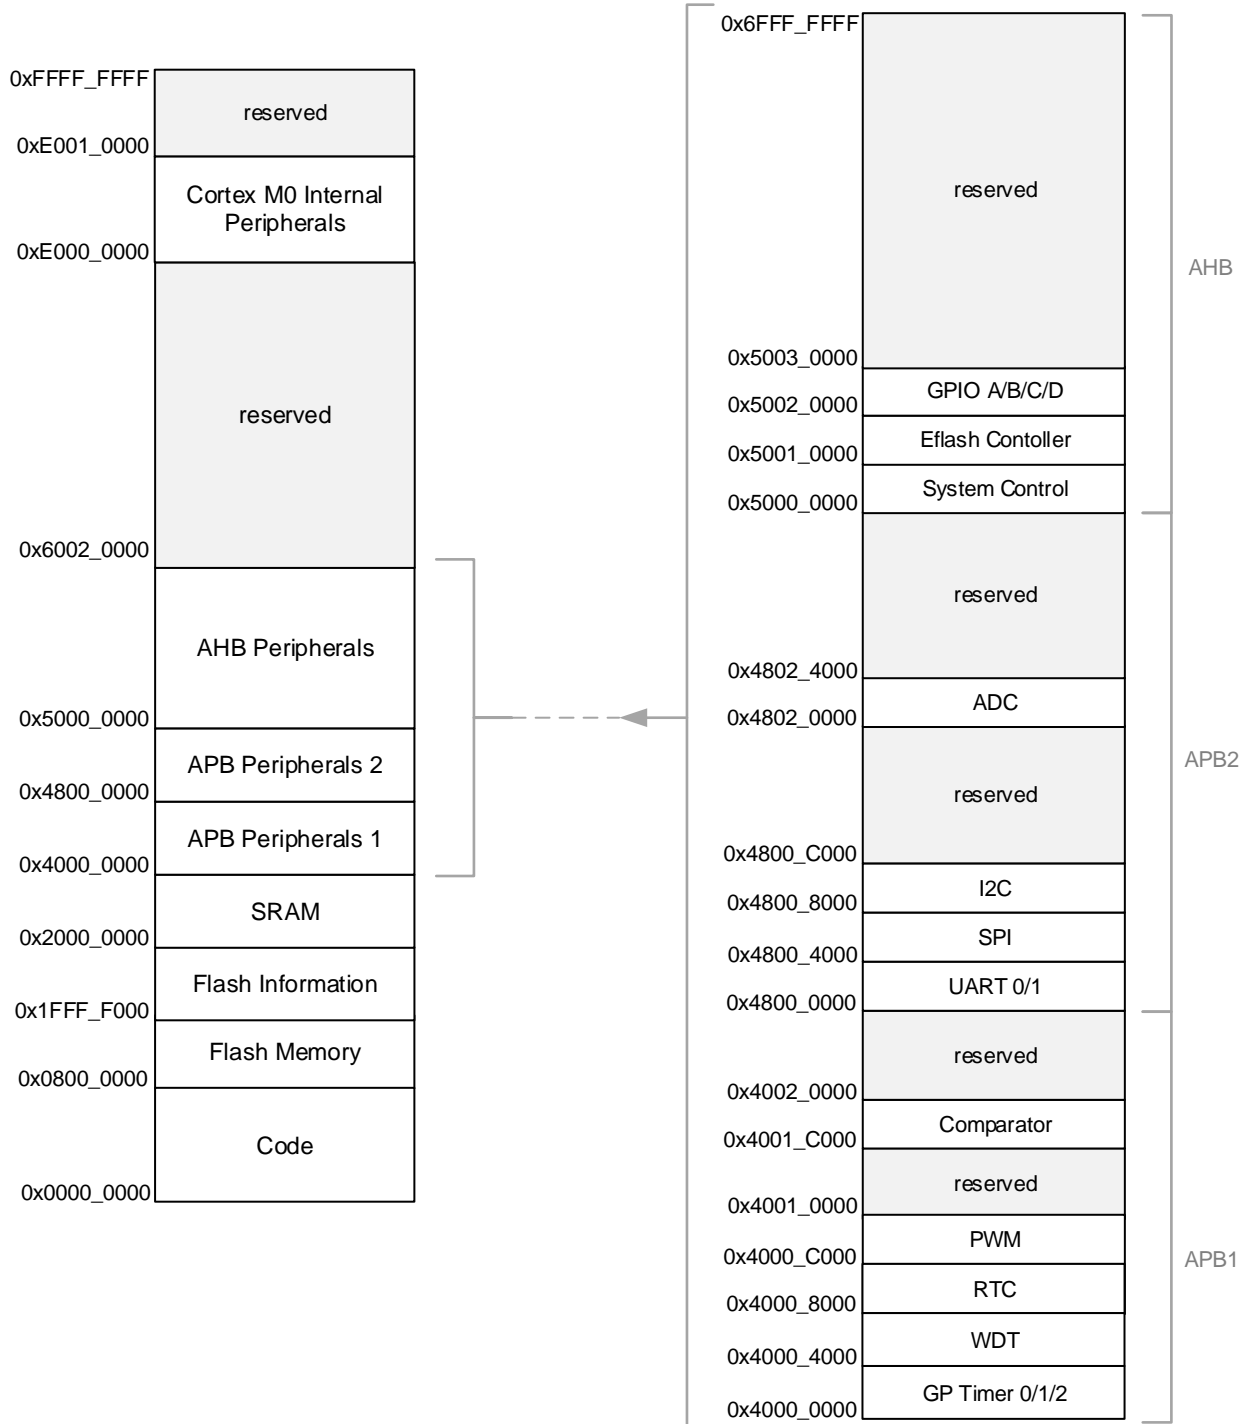 0xFFFF_FFFF
reserved
0xE001_0000
Cortex M0 Internal
Peripherals
0xE000_0000
reserved
0x6002_0000
AHB Peripherals
0x5000_0000
APB Peripherals 2
0x4800_0000
APB Peripherals 1
0x4000_0000
SRAM
0x2000_0000
Flash Information
0x1FFF_F000
Flash Memory
0x0800_0000
Code
0x0000_0000
0x6FFF_FFFF
reserved
AHB
0x5003_0000
GPIO A/B/C/D
0x5002_0000
Eflash Contoller
0x5001_0000
System Control
0x5000_0000
reserved
0x4802_4000
ADC
0x4802_0000
APB2
reserved
0x4800_C000
I2C
0x4800_8000
SPI
0x4800_4000
UART 0/1
0x4800_0000
reserved
0x4002_0000
Comparator
0x4001_C000
reserved
0x4001_0000
PWM
0x4000_C000
APB1
RTC
0x4000_8000
WDT
0x4000_4000
GP Timer 0/1/2
0x4000_0000